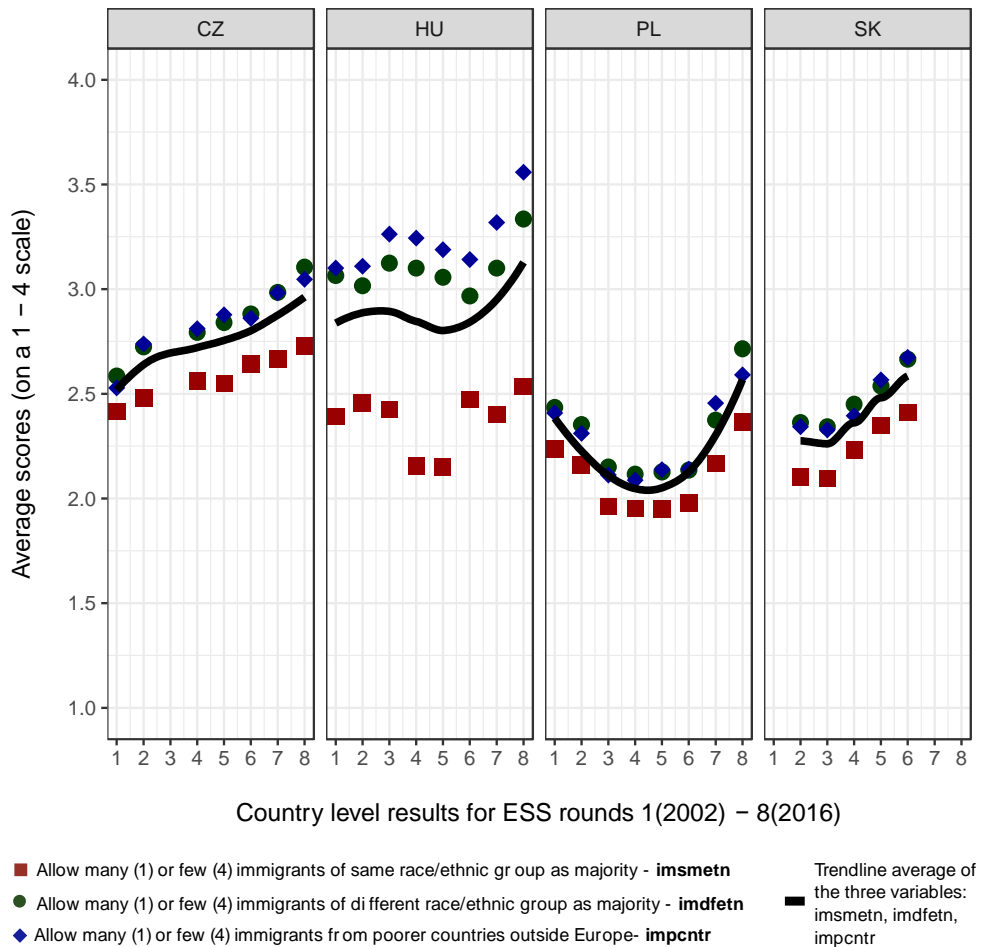 CZ HU PL SK
4.0
3.5
3.0
2.5
2.0
1.5
1.0
Average scores (on a 1 − 4 scale)
1 2 3 4 5 6 7 8 1 2 3 4 5 6 7 8 1 2 3 4 5 6 7 8 1 2 3 4 5 6 7 8
Country level results for ESS rounds 1(2002) − 8(2016)
Allow many (1) or few (4) immigrants of same race/ethnic group as majority - imsmetn
Allow many (1) or few (4) immigrants of different race/ethnic group as majority - imdfetn
Allow many (1) or few (4) immigrants from poorer countries outside Europe- impcntr
Trendline average of
the three variables:
imsmetn, imdfetn,
impcntr